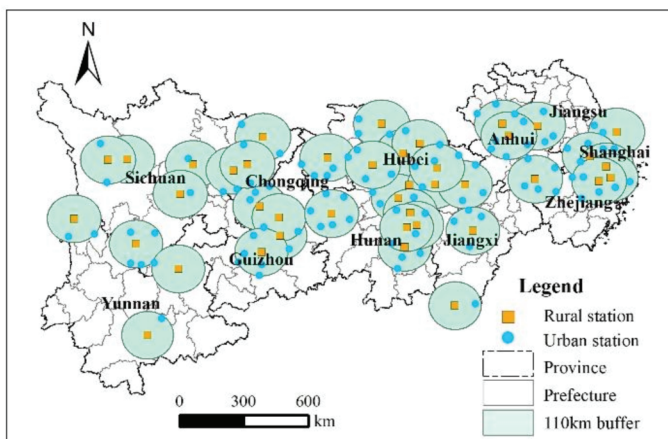 N
Jiangsu
Anhui
Shanghai
Hubei
Sichuan
Chongqing
Zhejiang
Hunan
Jiangxi
Guizhou
Yunnan
Legend
Rural station
Urban station
Province
Prefecture
110km buffer
0 300 600
km